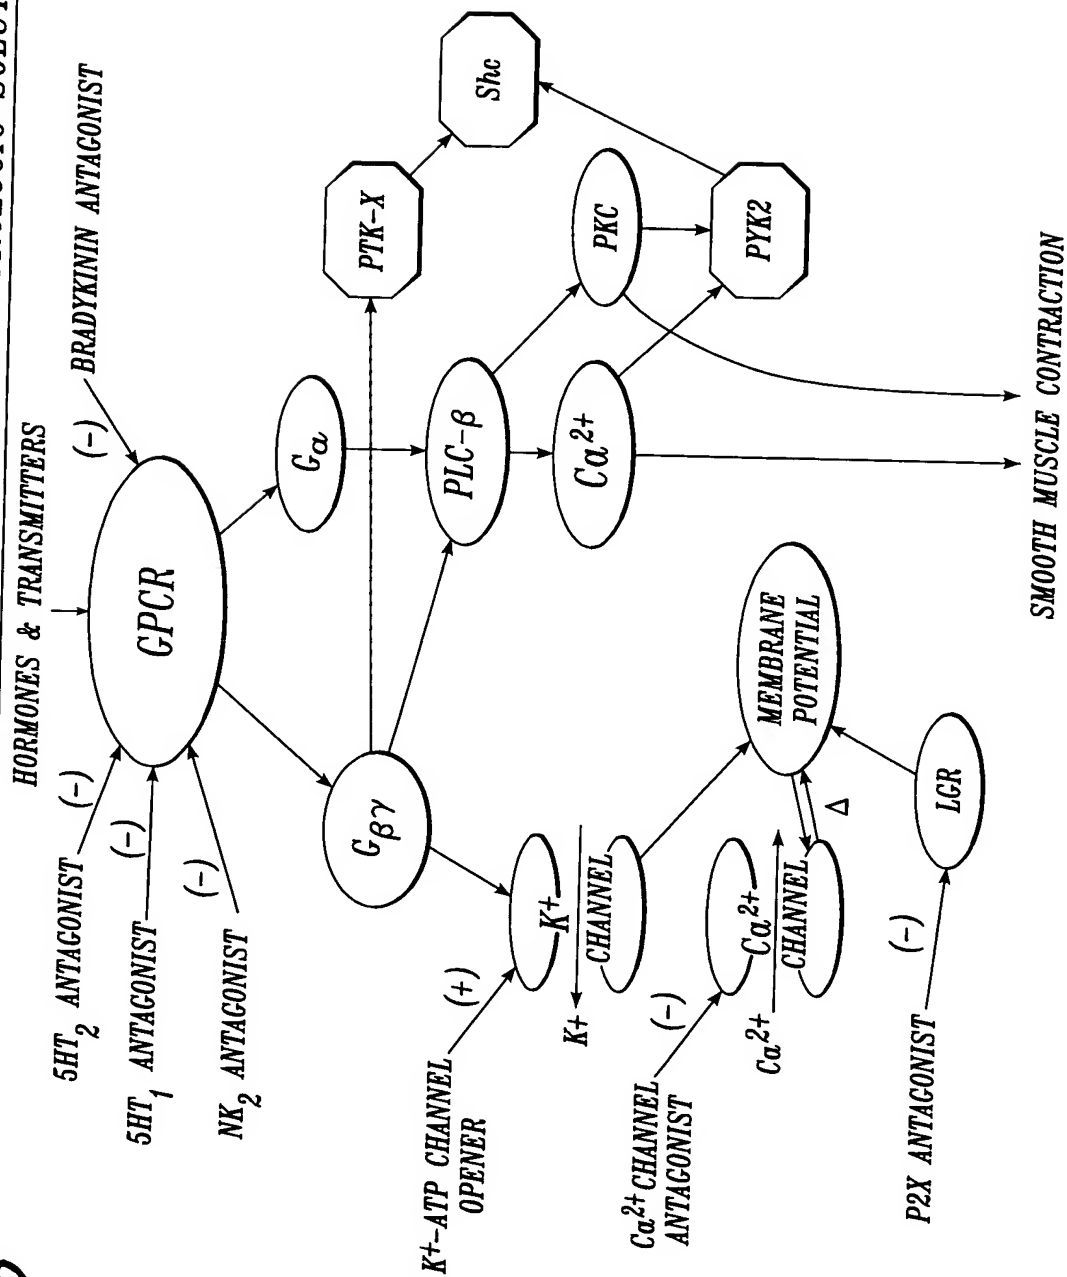 HORMONES & TRANSMITTERS
5HT2 ANTAGONIST
(-)
5HT1 ANTAGONIST
(-)
NK2 ANTAGONIST
(-)
BRADYKININ ANTAGONIST
(-)
GPCR
Gα
Gβγ
PTK-X
Shc
PLC-β
PKC
Ca2+
PYK2
K+-ATP CHANNEL
OPENER
(+)
K+
CHANNEL
K+
Ca2+ CHANNEL
ANTAGONIST
(-)
Ca2+
Ca2+
CHANNEL
Δ
MEMBRANE
POTENTIAL
P2X ANTAGONIST
(-)
LGR
SMOOTH MUSCLE CONTRACTION